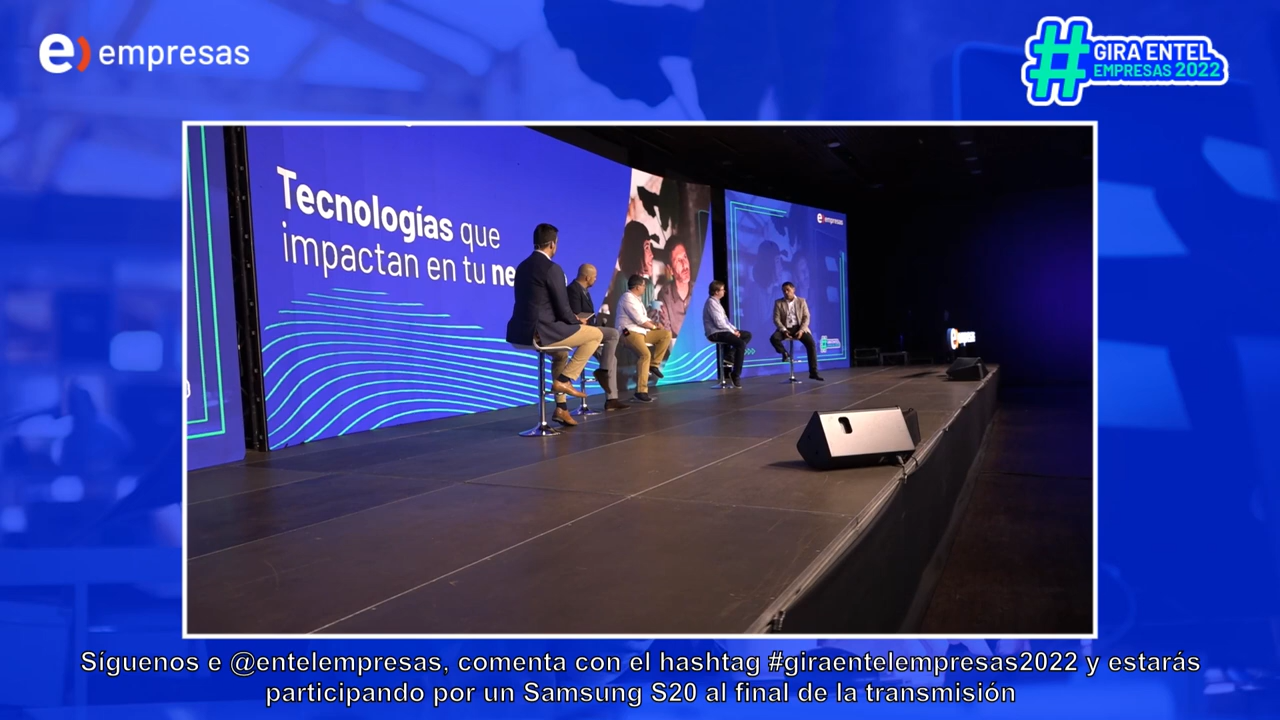 e) empresas
# GIRA ENTEL
EMPRESAS 2022
Tecnologías que
impactan en tu ne
e) empresas
Síguenos e @entelempresas, comenta con el hashtag #giraentelempresas2022 y estarás
participando por un Samsung S20 al final de la transmisión